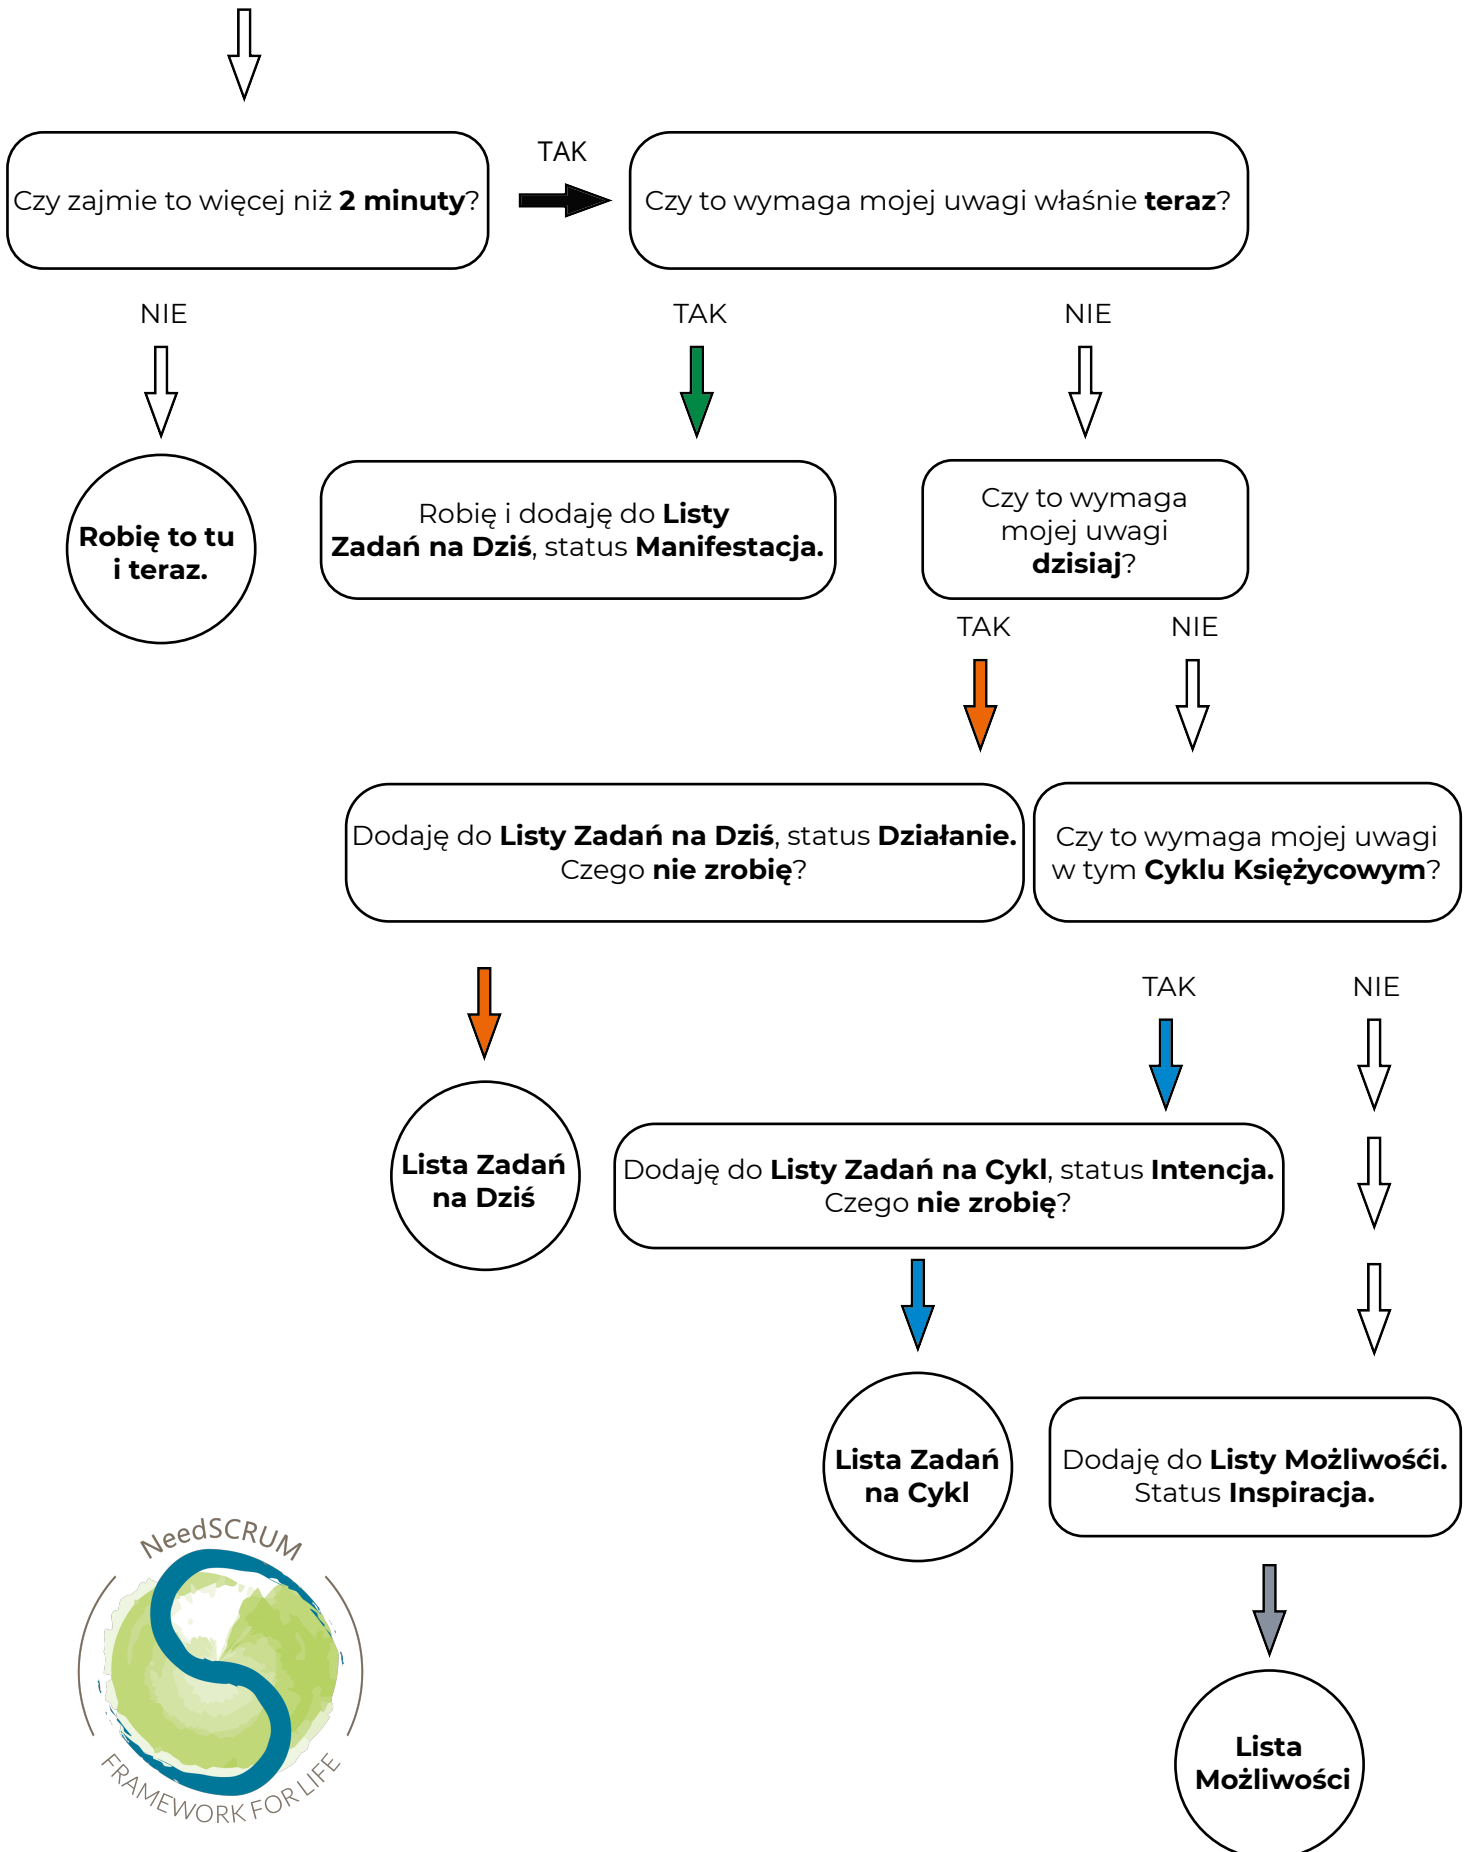 TAK
Czy zajmie to więcej niż 2 minuty?
Czy to wymaga mojej uwagi właśnie teraz?
NIE
TAK
NIE
Robię to tu
i teraz.
Robię i dodaję do Listy
Zadań na Dziś, status Manifestacja.
Czy to wymaga
mojej uwagi
dzisiaj?
TAK
NIE
Dodaję do Listy Zadań na Dziś, status Działanie.
Czego nie zrobię?
Czy to wymaga mojej uwagi
w tym Cyklu Księżycowym?
TAK
NIE
Lista Zadań
na Dziś
Dodaję do Listy Zadań na Cykl, status Intencja.
Czego nie zrobię?
Lista Zadań
na Cykl
Dodaję do Listy Możliwośći.
Status Inspiracja.
NeedSCRUM
FRAMEWORK FOR LIFE
Lista
Możliwości